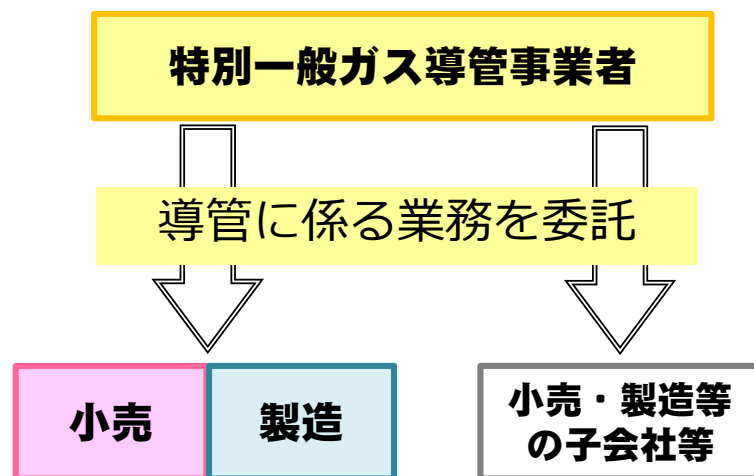 特別一般ガス導管事業者
導管に係る業務を委託
小売
製造
小売・製造等
の子会社等